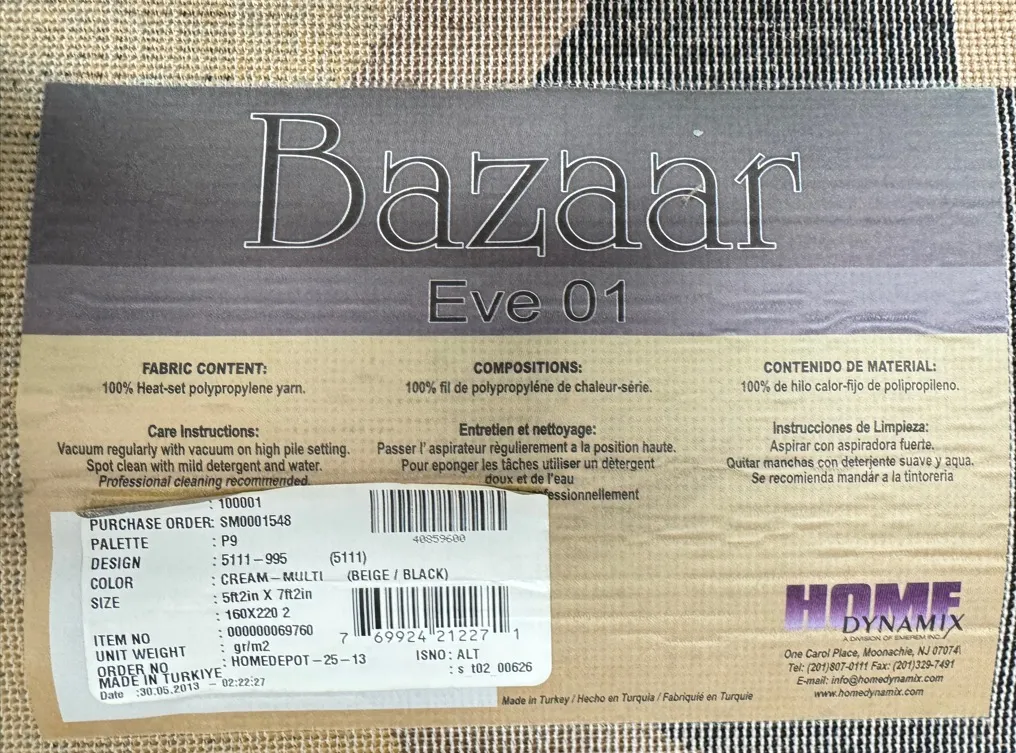 Bazaar
Eve 01
FABRIC CONTENT:
100% Heat-set polypropylene yarn.
Care Instructions:
Vacuum regularly with vacuum on high pile setting.
Spot clean with mild detergent and water.
Professional cleaning recommended.
COMPOSITIONS:
100% fil de polypropyléne de chaleur-série.
Entretien et nettoyage:
Passer l' aspirateur règulierement a la position haute.
Pour eponger les tâches utiliser un dètergent
doux et de l'eau
fessionnellement
CONTENIDO DE MATERIAL:
100% de hilo calor-fijo de polipropileno.
Instrucciones de Limpieza:
Aspirar con aspiradora fuerte.
Quitar manchas con deterjente suave y agua.
Se recomienda mandár a la tintoreria
: 100001
PURCHASE ORDER: SM0001548
PALETTE : P9
DESIGN : 5111-995 (5111)
COLOR : CREAM-MULTI (BEIGE / BLACK)
SIZE : 5ft2in X 7ft2in
: 160X220 2
ITEM NO : 000000069760
UNIT WEIGHT : gr/m2
ORDER NO : HOMEDEPOT-25-13
MADE IN TURKIYE
Date :30.05.2013 - 02:22:27
40859600
7 69924 21227 1
ISNO: ALT
: s_t02_00626
HOME
DYNAMIX
A DIVISION OF EMEREM INC.
One Carol Place, Moonachie, NJ 07074
Tel: (201)807-0111 Fax: (201)329-7491
E-mail: info@homedynamix.com
www.homedynamix.com
Made in Turkey / Hecho en Turquia / Fabriquié en Turquie